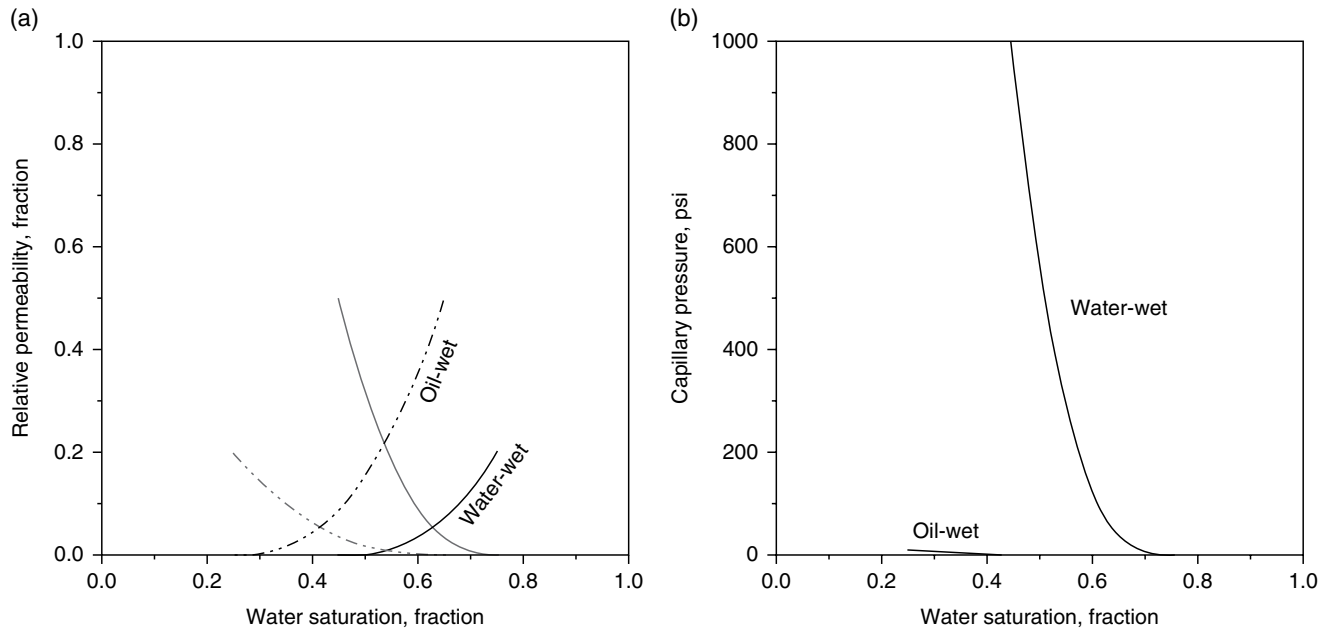 (a)
1.0
0.8
0.6
0.4
0.2
0.0
Relative permeability, fraction
Oil-wet
Water-wet
0.0 0.2 0.4 0.6 0.8 1.0
Water saturation, fraction
(b)
1000
800
600
400
200
0
Capillary pressure, psi
Water-wet
Oil-wet
0.0 0.2 0.4 0.6 0.8 1.0
Water saturation, fraction